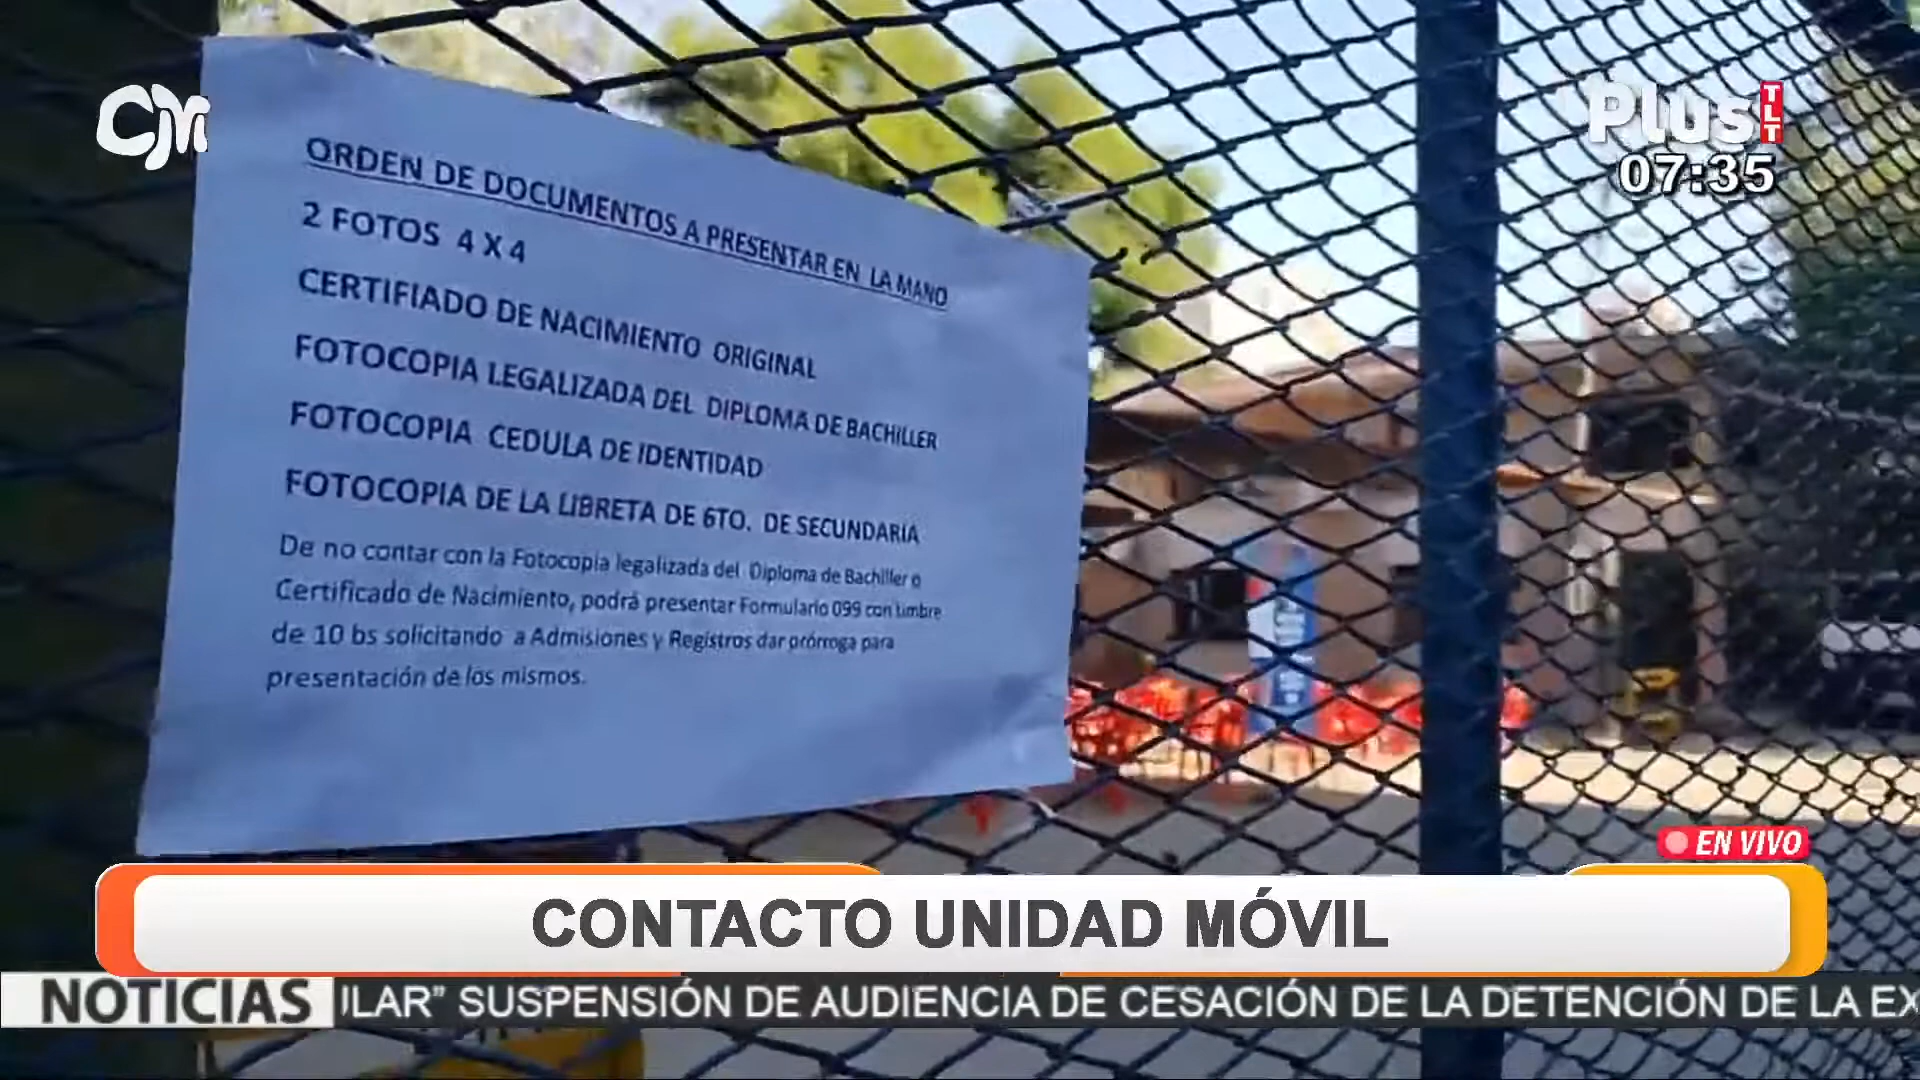 CM
Plus TLT
07:35
ORDEN DE DOCUMENTOS A PRESENTAR EN LA MANO
2 FOTOS 4 X 4
CERTIFIADO DE NACIMIENTO ORIGINAL
FOTOCOPIA LEGALIZADA DEL DIPLOMA DE BACHILLER
FOTOCOPIA CEDULA DE IDENTIDAD
FOTOCOPIA DE LA LIBRETA DE 6TO. DE SECUNDARIA
De no contar con la Fotocopia legalizada del Diploma de Bachiller o
Certificado de Nacimiento, podrá presentar Formulario 099 con timbre
de 10 bs solicitando a Admisiones y Registros dar prórroga para
presentación de los mismos.
EN VIVO
CONTACTO UNIDAD MÓVIL
NOTICIAS
ULAR” SUSPENSIÓN DE AUDIENCIA DE CESACIÓN DE LA DETENCIÓN DE LA EX